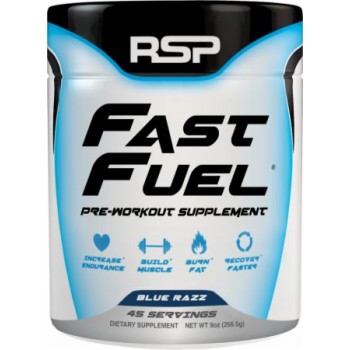 RSP
FAST
FUEL®
PRE-WORKOUT SUPPLEMENT
INCREASE* BUILD* BURN* RECOVER*
ENDURANCE MUSCLE FAT FASTER
BLUE RAZZ
45 SERVINGS
DIETARY SUPPLEMENT NET WT 9oz (255.5g)